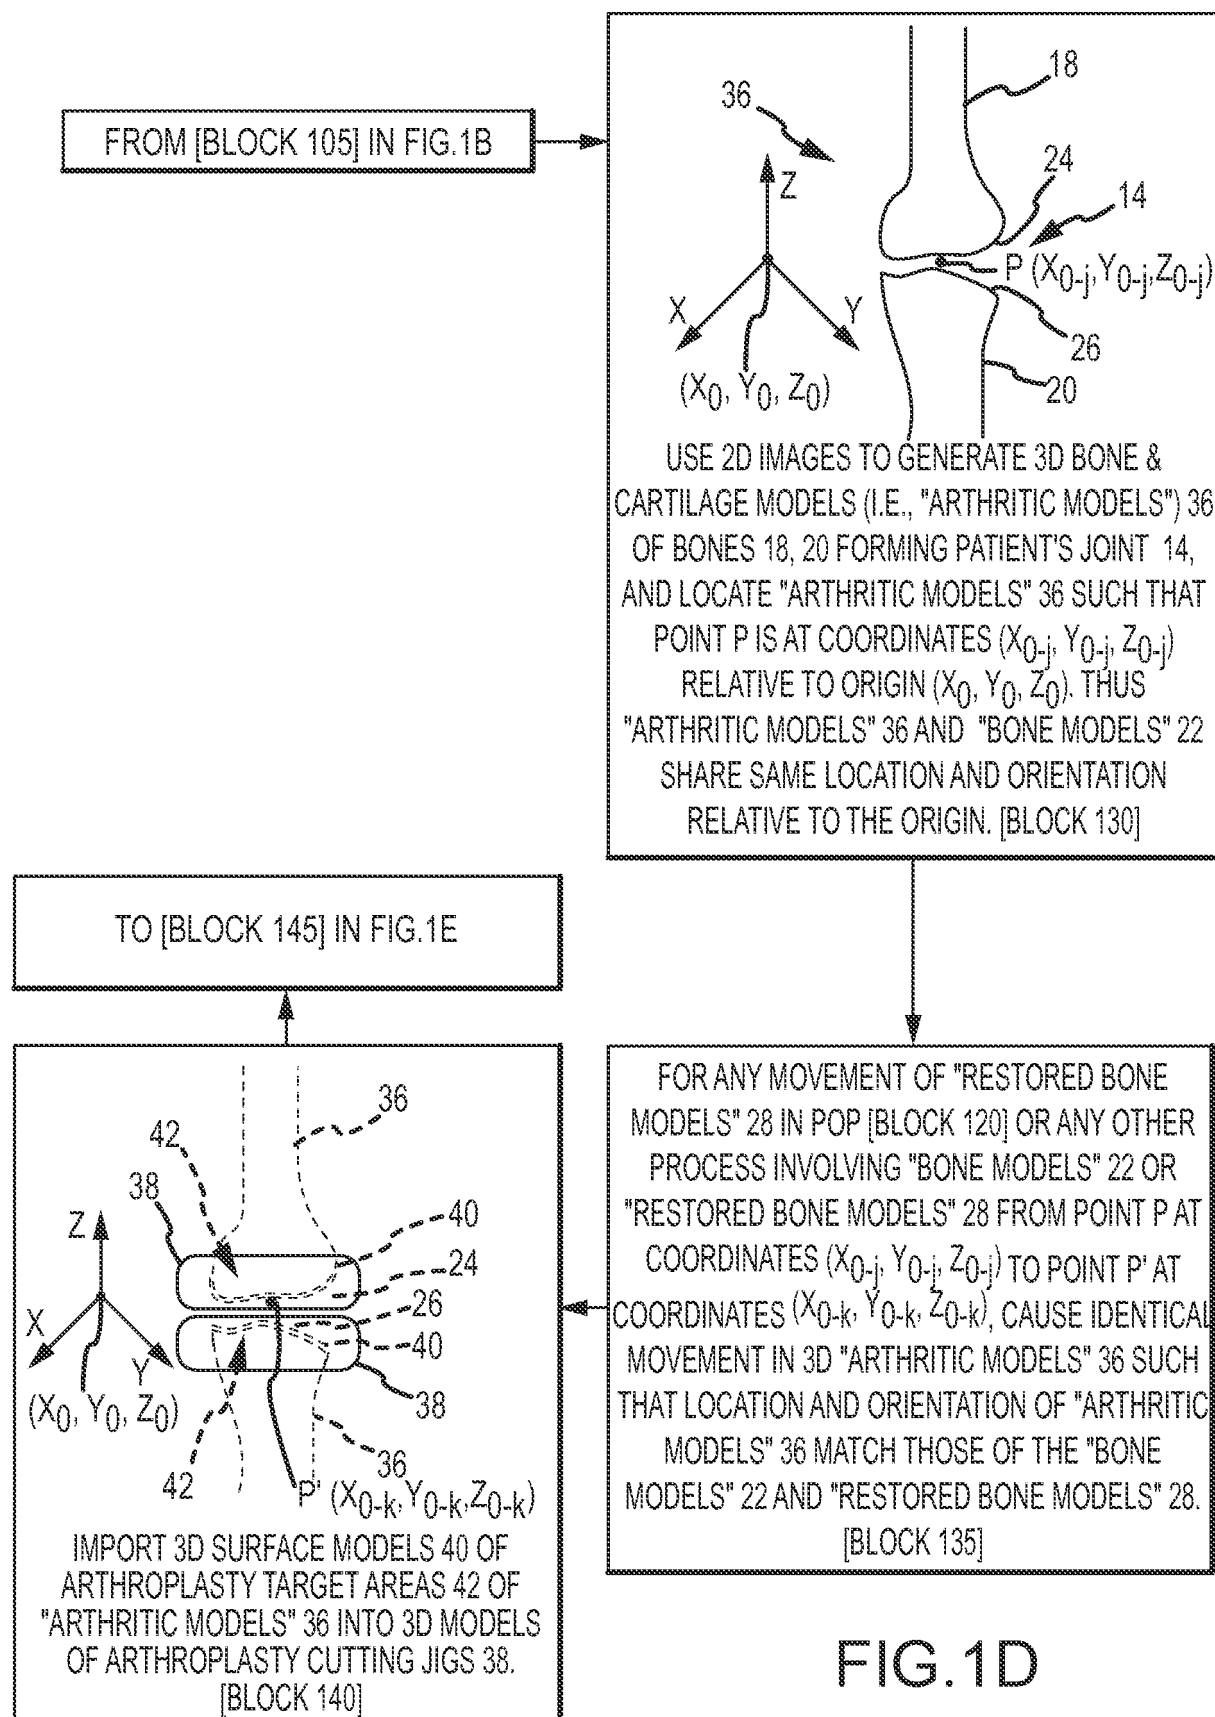 FROM [BLOCK 105] IN FIG.1B
36
18
24
14
Z
P (X0-j,Y0-j,Z0-j)
X
Y
26
20
(X0, Y0, Z0)
USE 2D IMAGES TO GENERATE 3D BONE &
CARTILAGE MODELS (I.E., "ARTHRITIC MODELS") 36
OF BONES 18, 20 FORMING PATIENT'S JOINT 14,
AND LOCATE "ARTHRITIC MODELS" 36 SUCH THAT
POINT P IS AT COORDINATES (X0-j, Y0-j, Z0-j)
RELATIVE TO ORIGIN (X0, Y0, Z0). THUS
"ARTHRITIC MODELS" 36 AND "BONE MODELS" 22
SHARE SAME LOCATION AND ORIENTATION
RELATIVE TO THE ORIGIN. [BLOCK 130]
FOR ANY MOVEMENT OF "RESTORED BONE
MODELS" 28 IN POP [BLOCK 120] OR ANY OTHER
PROCESS INVOLVING "BONE MODELS" 22 OR
"RESTORED BONE MODELS" 28 FROM POINT P AT
COORDINATES (X0-j, Y0-j, Z0-j) TO POINT P' AT
COORDINATES (X0-k, Y0-k, Z0-k), CAUSE IDENTICAL
MOVEMENT IN 3D "ARTHRITIC MODELS" 36 SUCH
THAT LOCATION AND ORIENTATION OF "ARTHRITIC
MODELS" 36 MATCH THOSE OF THE "BONE
MODELS" 22 AND "RESTORED BONE MODELS" 28.
[BLOCK 135]
36
42
38
Z
40
24
26
X
40
Y
(X0, Y0, Z0)
38
42
36
P' (X0-k,Y0-k,Z0-k)
IMPORT 3D SURFACE MODELS 40 OF
ARTHROPLASTY TARGET AREAS 42 OF
"ARTHRITIC MODELS" 36 INTO 3D MODELS
OF ARTHROPLASTY CUTTING JIGS 38.
[BLOCK 140]
TO [BLOCK 145] IN FIG.1E
FIG.1D